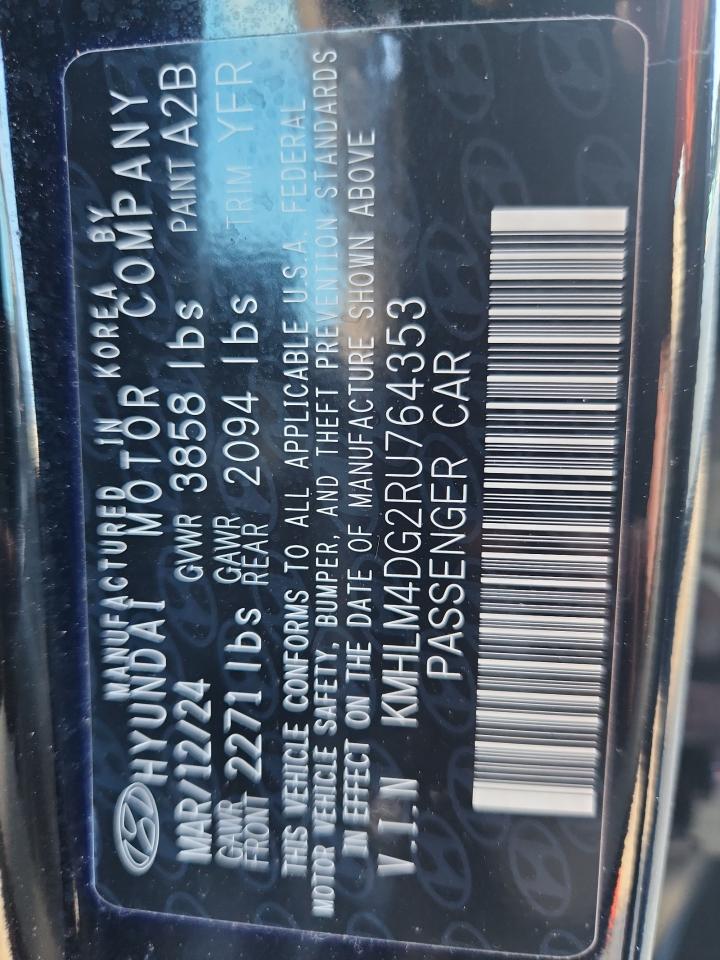 MANUFACTURED IN KOREA BY
HYUNDAI MOTOR COMPANY
MAR/12/24 GVWR 3858 lbs PAINT A2B
GAWR FRONT 2271 lbs GAWR REAR 2094 lbs TRIM YFR
THIS VEHICLE CONFORMS TO ALL APPLICABLE U.S.A. FEDERAL
MOTOR VEHICLE SAFETY, BUMPER, AND THEFT PREVENTION STANDARDS
IN EFFECT ON THE DATE OF MANUFACTURE SHOWN ABOVE
V.I.N KMHLM4DG2RU764353
PASSENGER CAR